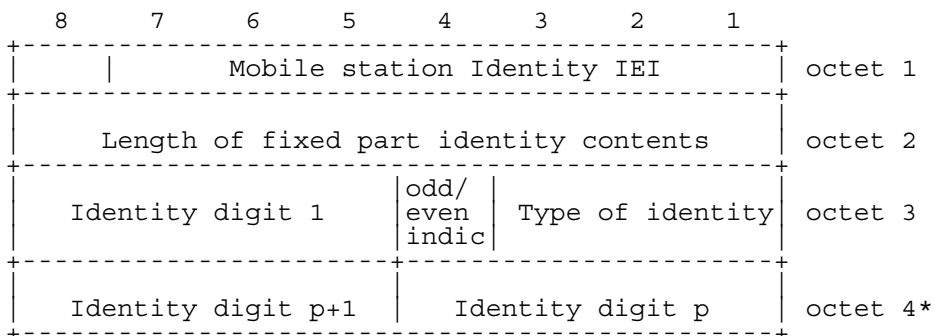 8 7 6 5 4 3 2 1
Mobile station Identity IEI octet 1
Length of fixed part identity contents octet 2
odd/
Identity digit 1 even Type of identity octet 3
indic
Identity digit p+1 Identity digit p octet 4*